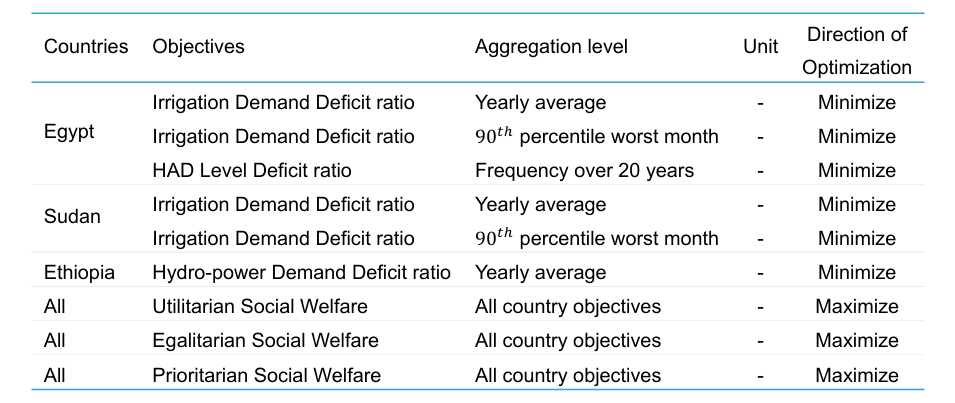 Countries Objectives Aggregation level Unit Direction of Optimization
Egypt Irrigation Demand Deficit ratio Yearly average - Minimize
Irrigation Demand Deficit ratio 90th percentile worst month - Minimize
HAD Level Deficit ratio Frequency over 20 years - Minimize
Sudan Irrigation Demand Deficit ratio Yearly average - Minimize
Irrigation Demand Deficit ratio 90th percentile worst month - Minimize
Ethiopia Hydro-power Demand Deficit ratio Yearly average - Minimize
All Utilitarian Social Welfare All country objectives - Maximize
All Egalitarian Social Welfare All country objectives - Maximize
All Prioritarian Social Welfare All country objectives - Maximize